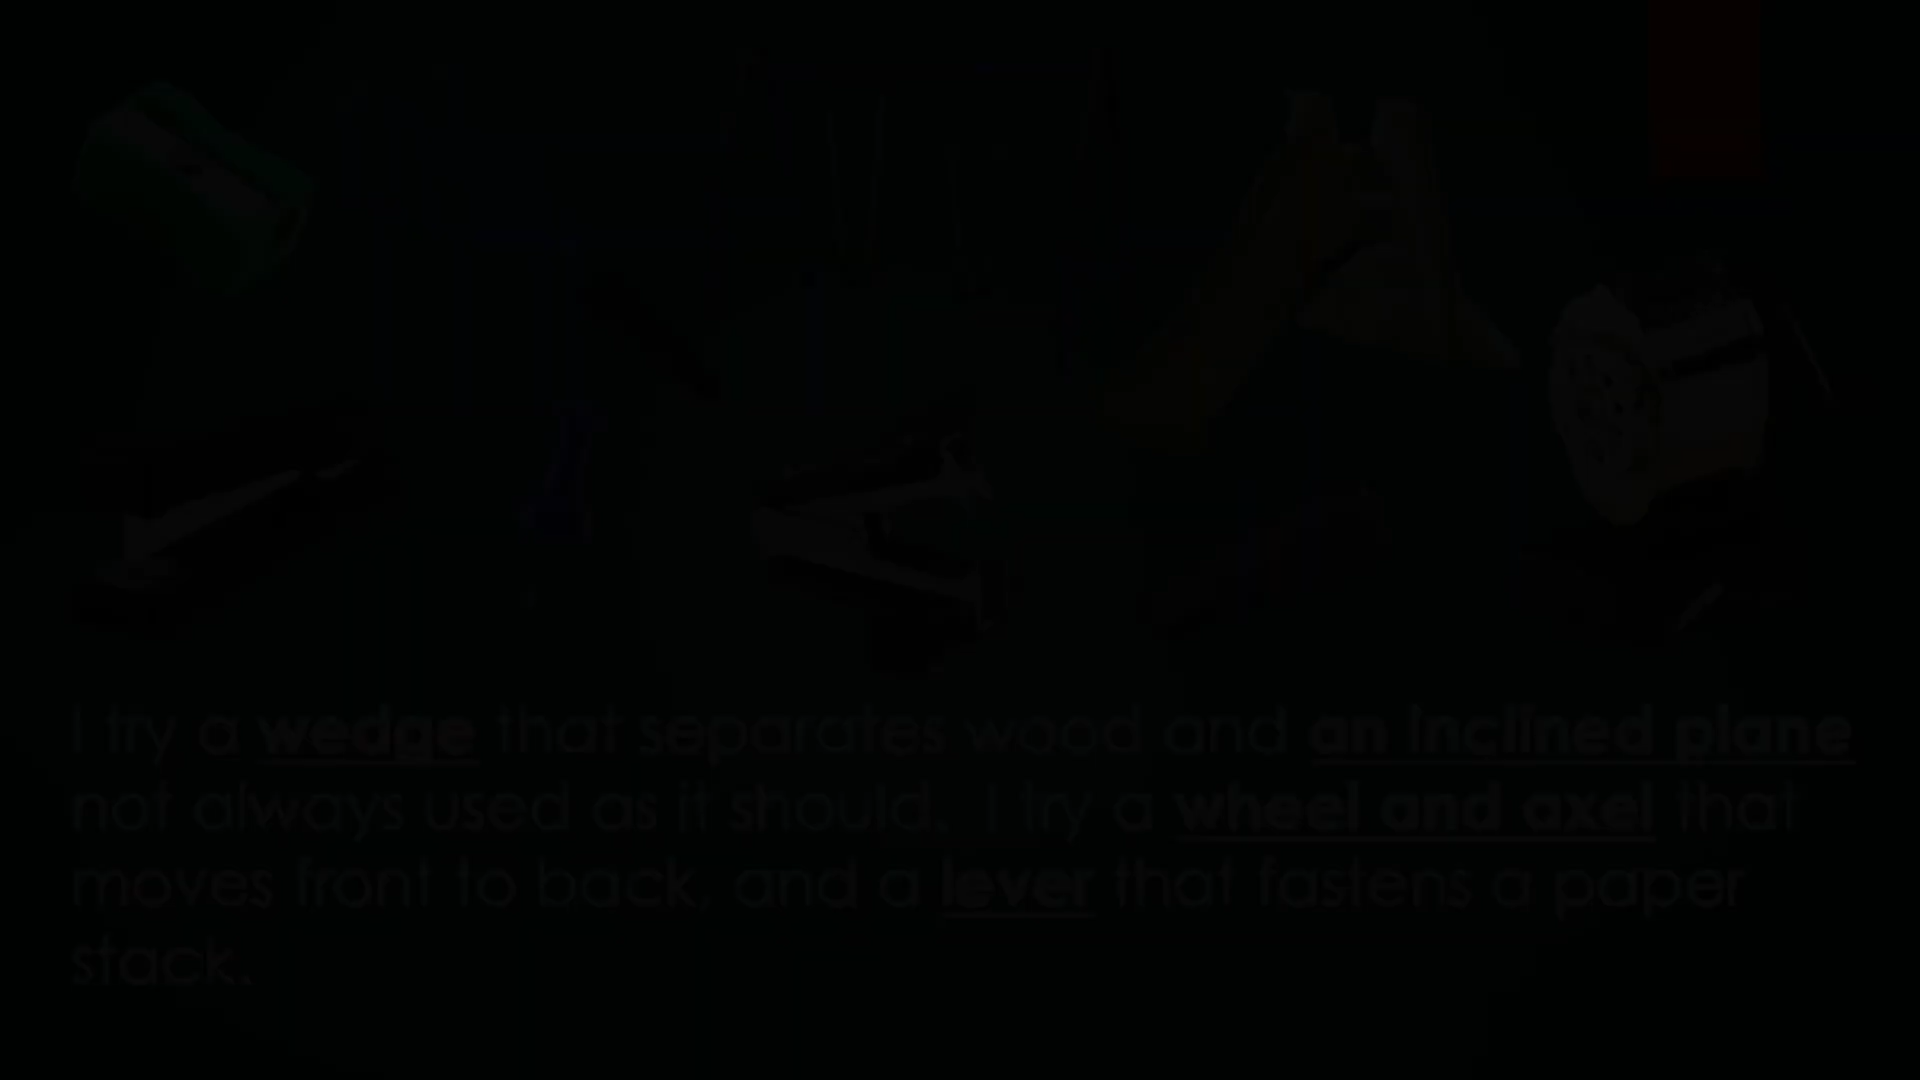 I try a wedge that separates wood and an inclined plane
not always used as it should.  I try a wheel and axel that
moves front to back, and a lever that fastens a paper
stack.